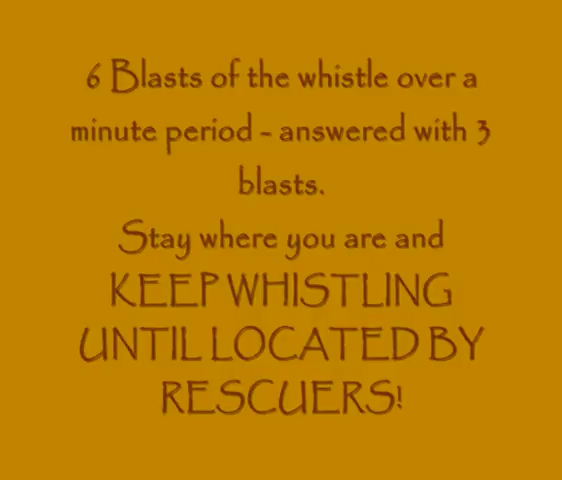 6 Blasts of the whistle over a
minute period - answered with 3
blasts.
Stay where you are and
KEEP WHISTLING
UNTIL LOCATED BY
RESCUERS!